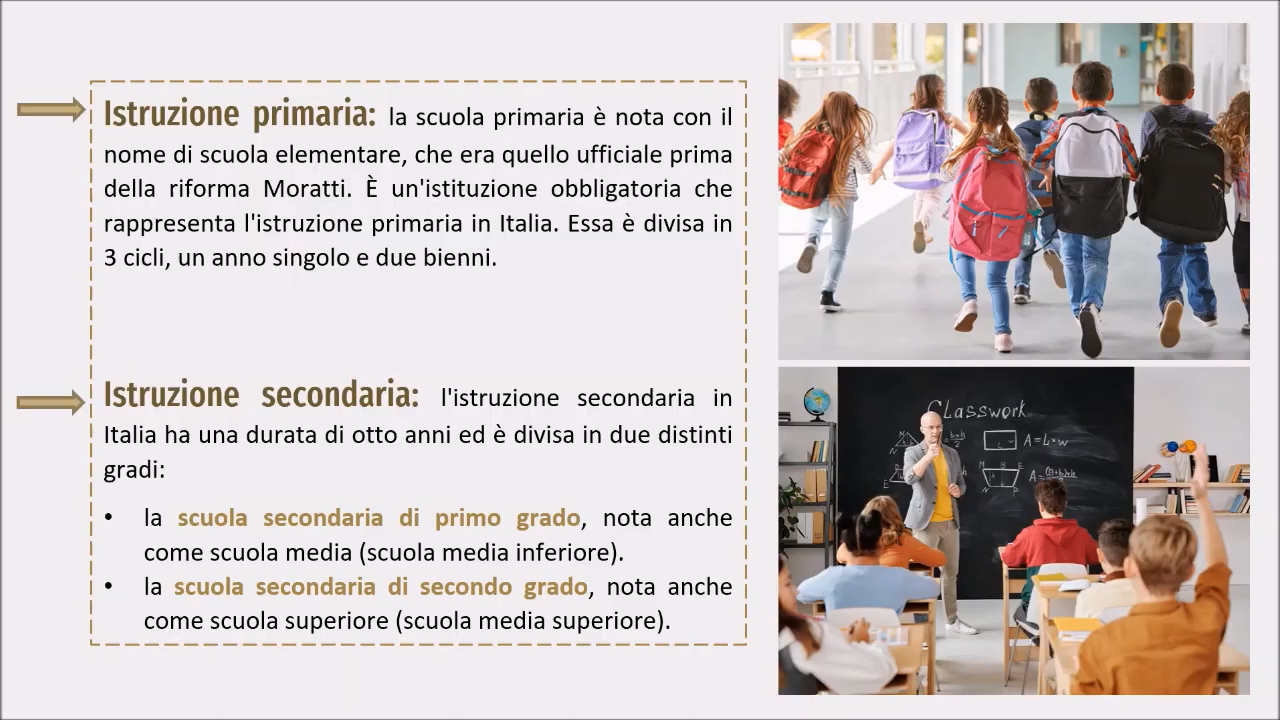 Istruzione primaria: la scuola primaria è nota con il
nome di scuola elementare, che era quello ufficiale prima
della riforma Moratti. È un'istituzione obbligatoria che
rappresenta l'istruzione primaria in Italia. Essa è divisa in
3 cicli, un anno singolo e due bienni.
Istruzione secondaria: l'istruzione secondaria in
Italia ha una durata di otto anni ed è divisa in due distinti
gradi:
• la scuola secondaria di primo grado, nota anche
come scuola media (scuola media inferiore).
• la scuola secondaria di secondo grado, nota anche
come scuola superiore (scuola media superiore).
Classwork
A=L×w